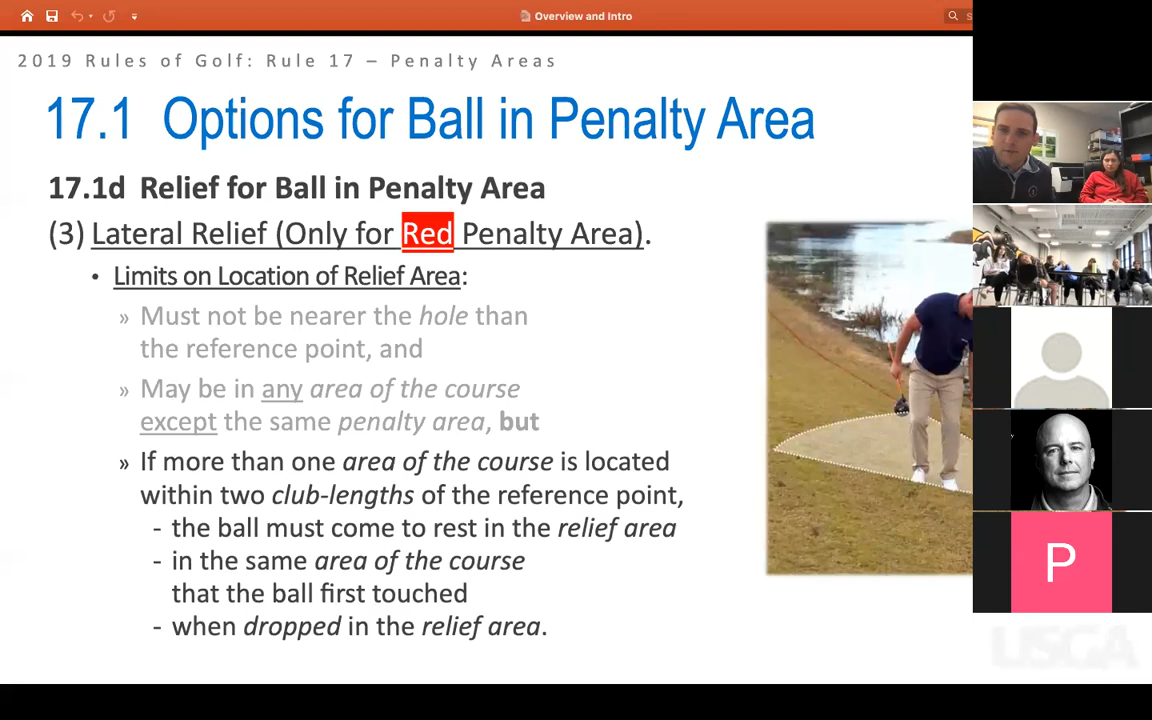 Overview and Intro
S
2019 Rules of Golf: Rule 17 – Penalty Areas
17.1 Options for Ball in Penalty Area
17.1d Relief for Ball in Penalty Area
(3) Lateral Relief (Only for Red Penalty Area).
• Limits on Location of Relief Area:
» Must not be nearer the hole than
the reference point, and
» May be in any area of the course
except the same penalty area, but
» If more than one area of the course is located
within two club-lengths of the reference point,
- the ball must come to rest in the relief area
- in the same area of the course
that the ball first touched
- when dropped in the relief area.
P
USGA